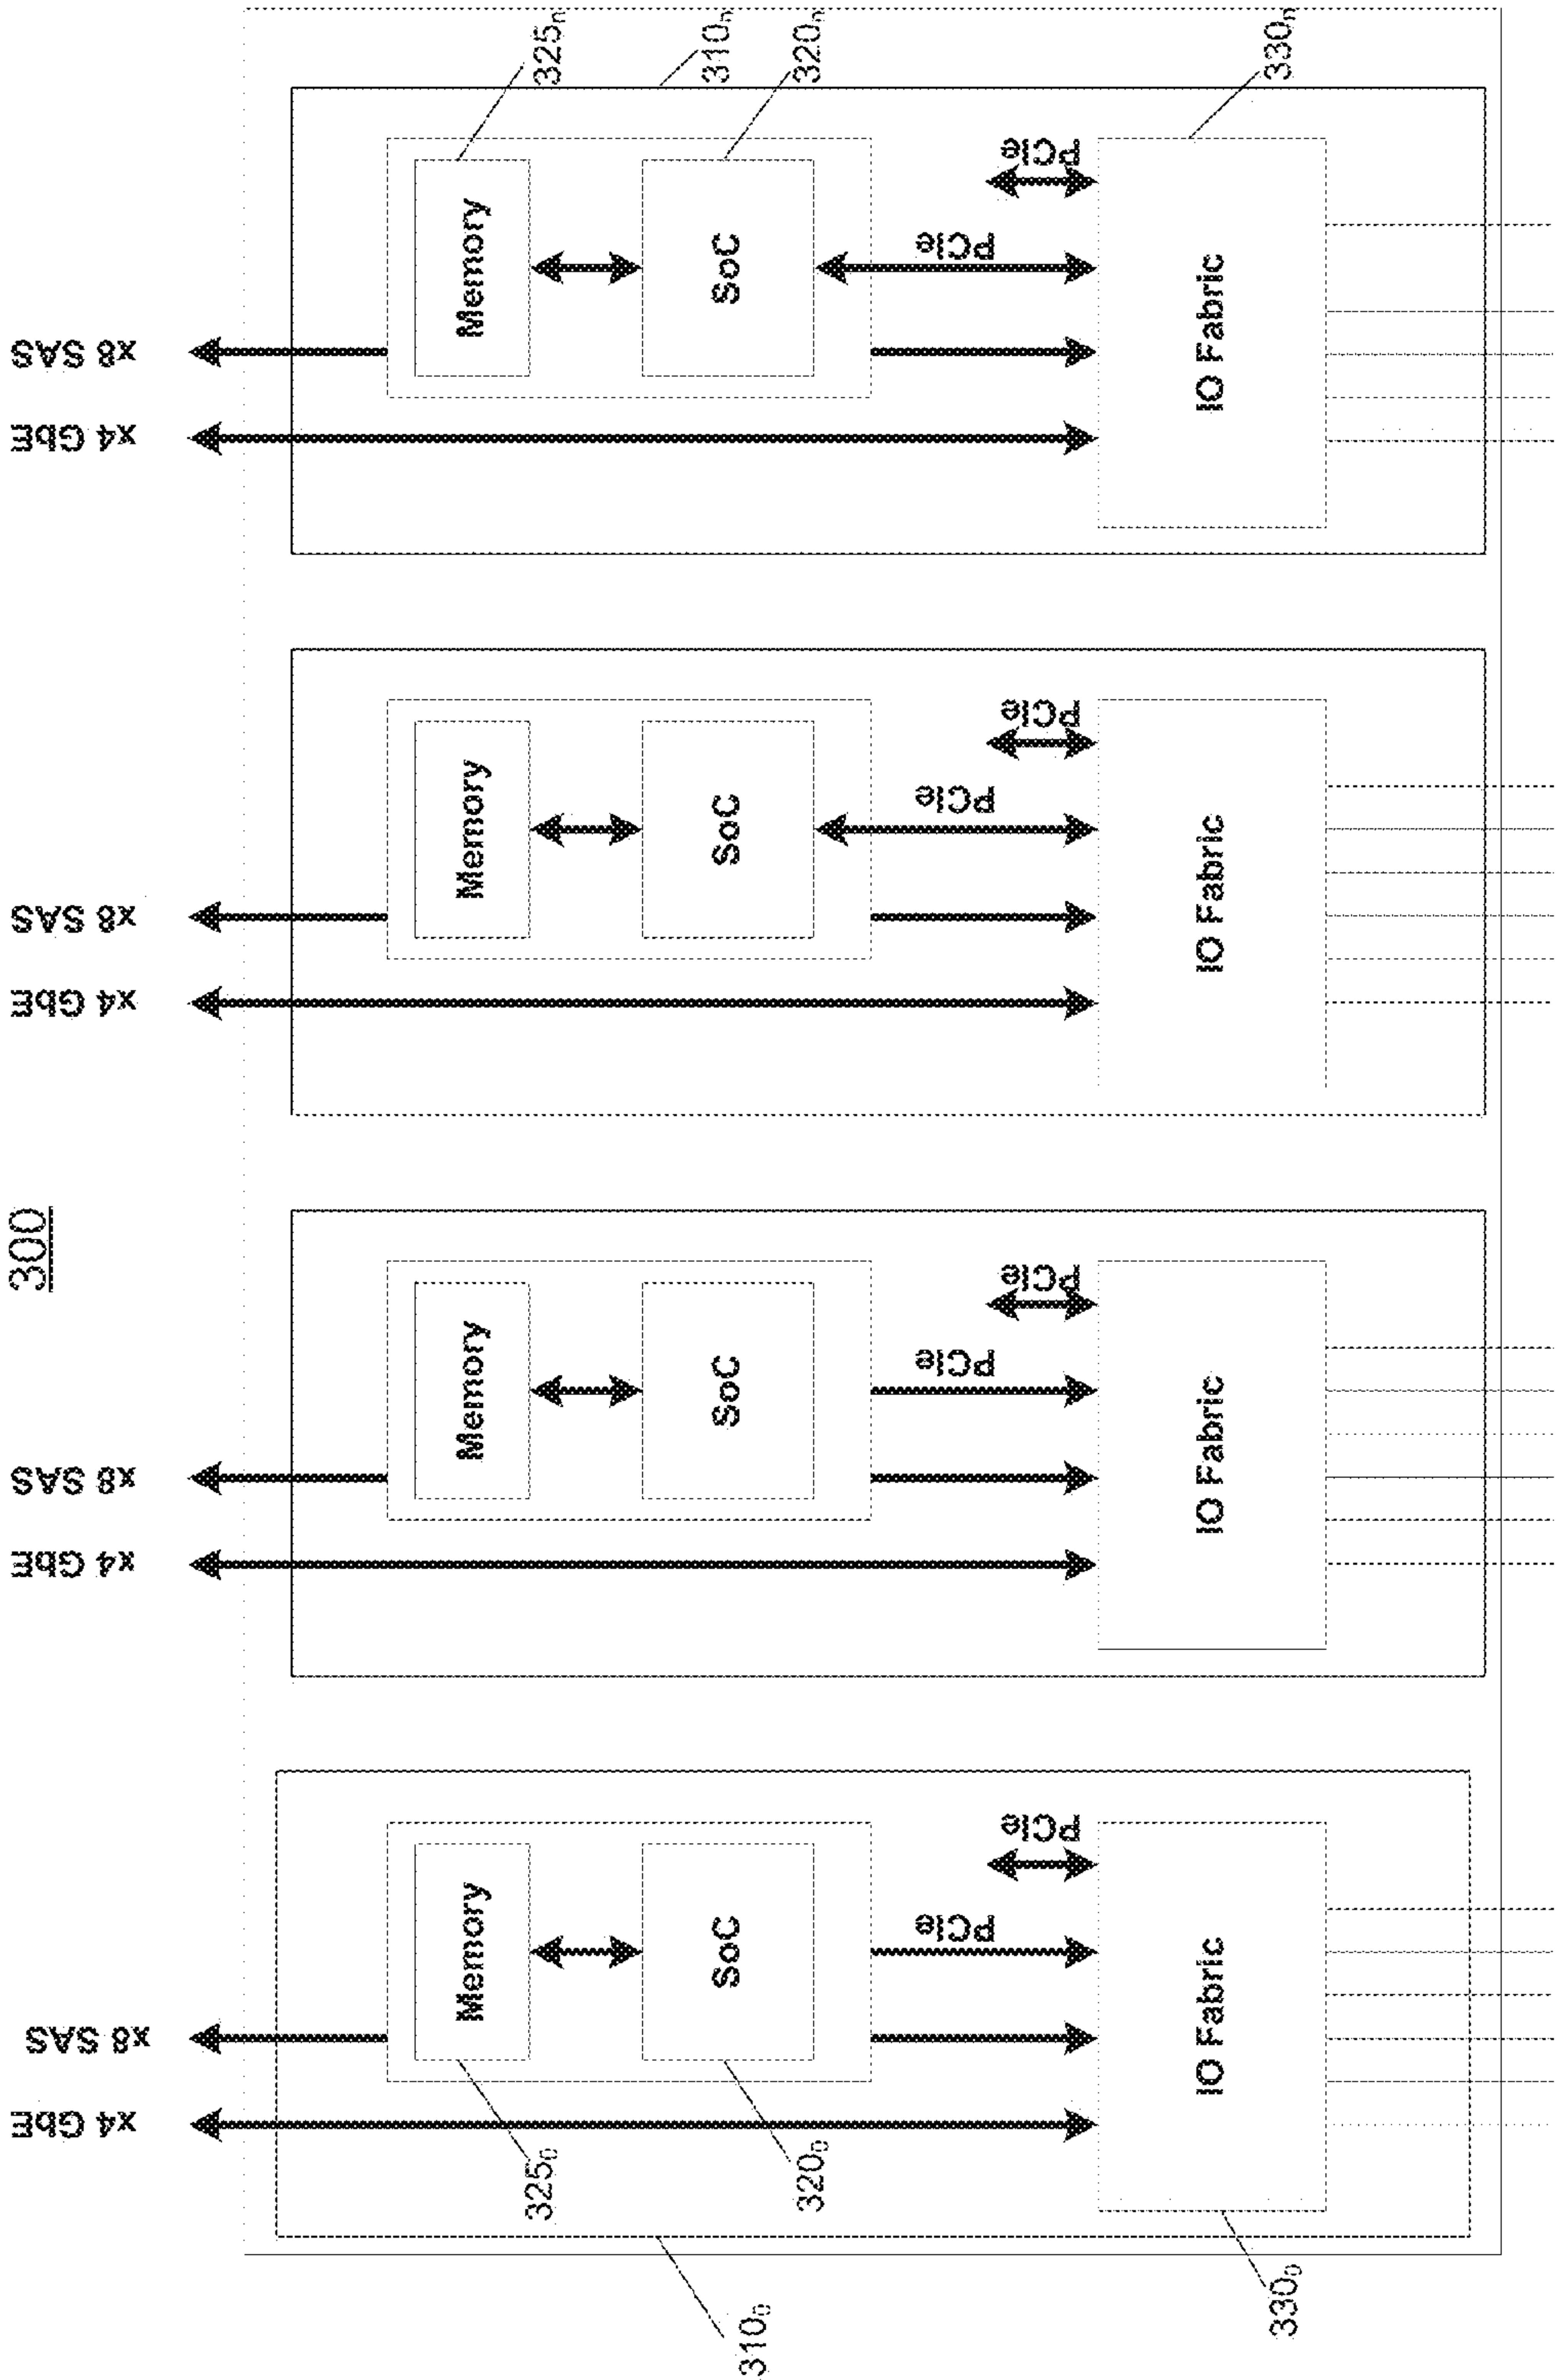 300
x4 GbE
x8 SAS
Memory
SoC
PCIe
PCIe
IO Fabric
325₀
320₀
310₀
330₀
x4 GbE
x8 SAS
Memory
SoC
PCIe
PCIe
IO Fabric
x4 GbE
x8 SAS
Memory
SoC
PCIe
PCIe
IO Fabric
x4 GbE
x8 SAS
Memory
SoC
PCIe
PCIe
IO Fabric
325ₙ
310ₙ
320ₙ
330ₙ